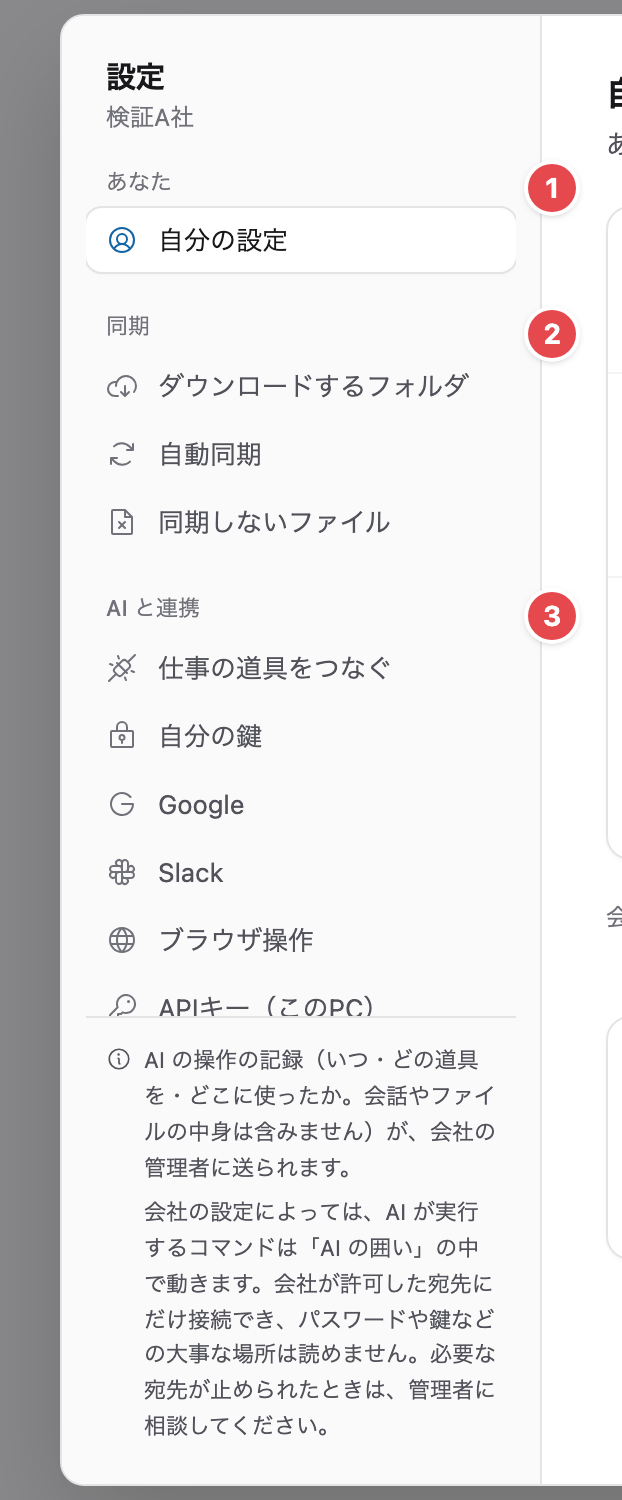 設定
検証A社
あなた
1
自分の設定
同期
2
ダウンロードするフォルダ
自動同期
同期しないファイル
AI と連携
3
仕事の道具をつなぐ
自分の鍵
Google
Slack
ブラウザ操作
APIキー（このPC）
AI の操作の記録（いつ・どの道具
を・どこに使ったか。会話やファイ
ルの中身は含みません）が、会社の
管理者に送られます。
会社の設定によっては、AI が実行
するコマンドは「AI の囲い」の中
で動きます。会社が許可した宛先に
だけ接続でき、パスワードや鍵など
の大事な場所は読めません。必要な
宛先が止められたときは、管理者に
相談してください。